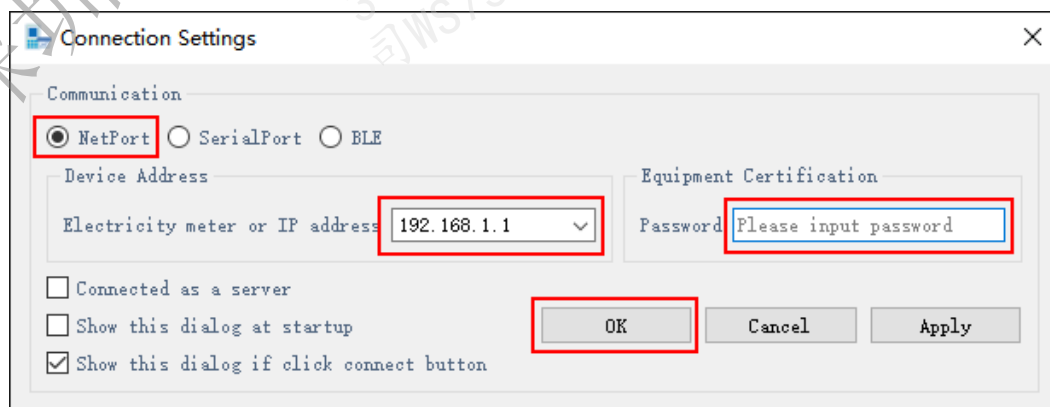 Connection Settings
Communication
NetPort SerialPort BLE
Device Address
Equipment Certification
Electricity meter or IP address 192.168.1.1
Password Please input password
Connected as a server
Show this dialog at startup
OK Cancel Apply
Show this dialog if click connect button